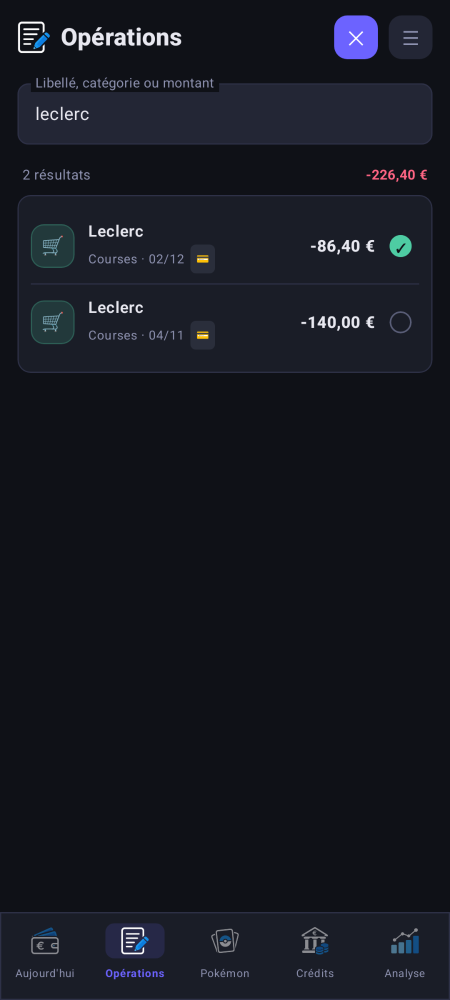 Opérations
Libellé, catégorie ou montant
leclerc
2 résultats
-226,40 €
Leclerc
-86,40 €
Courses · 02/12
Leclerc
-140,00 €
Courses · 04/11
Aujourd'hui
Opérations
Pokémon
Crédits
Analyse